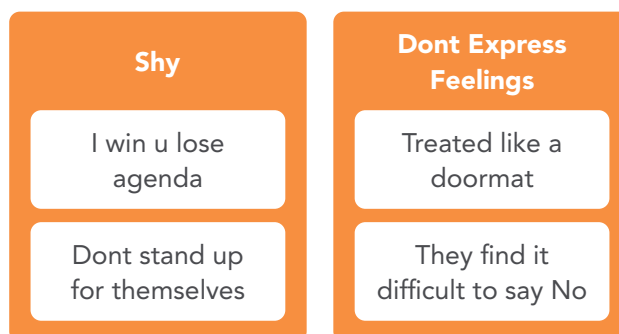 Shy
I win u lose
agenda
Dont stand up
for themselves
Dont Express
Feelings
Treated like a
doormat
They find it
difficult to say No